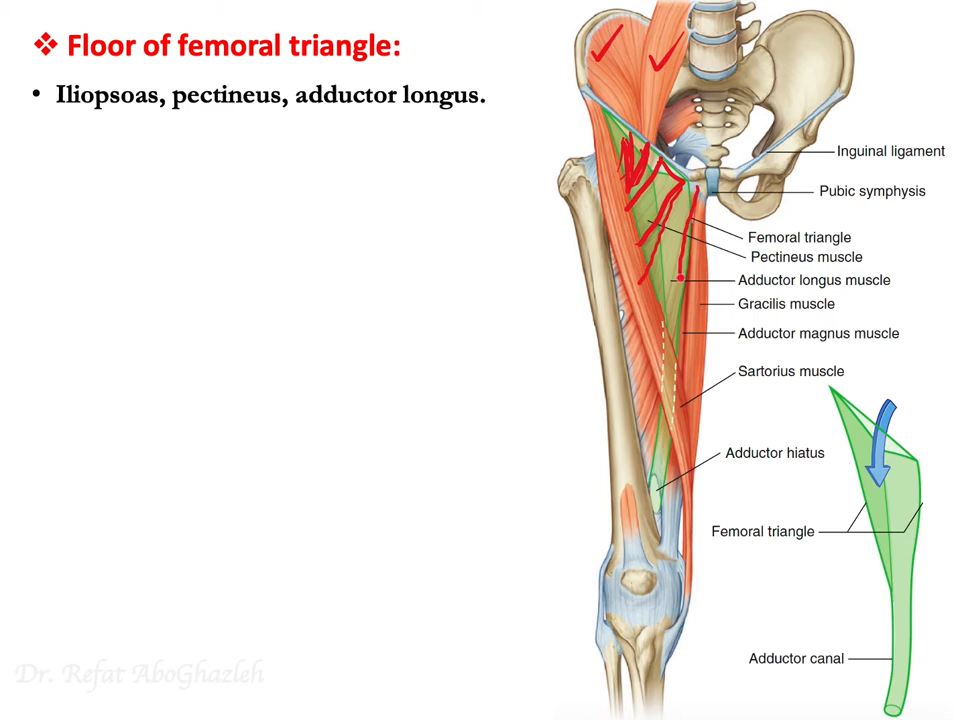 ❖ Floor of femoral triangle:
• Iliopsoas, pectineus, adductor longus.
Inguinal ligament
Pubic symphysis
Femoral triangle
Pectineus muscle
Adductor longus muscle
Gracilis muscle
Adductor magnus muscle
Sartorius muscle
Adductor hiatus
Femoral triangle
Adductor canal
Dr. Refat AboGhazleh